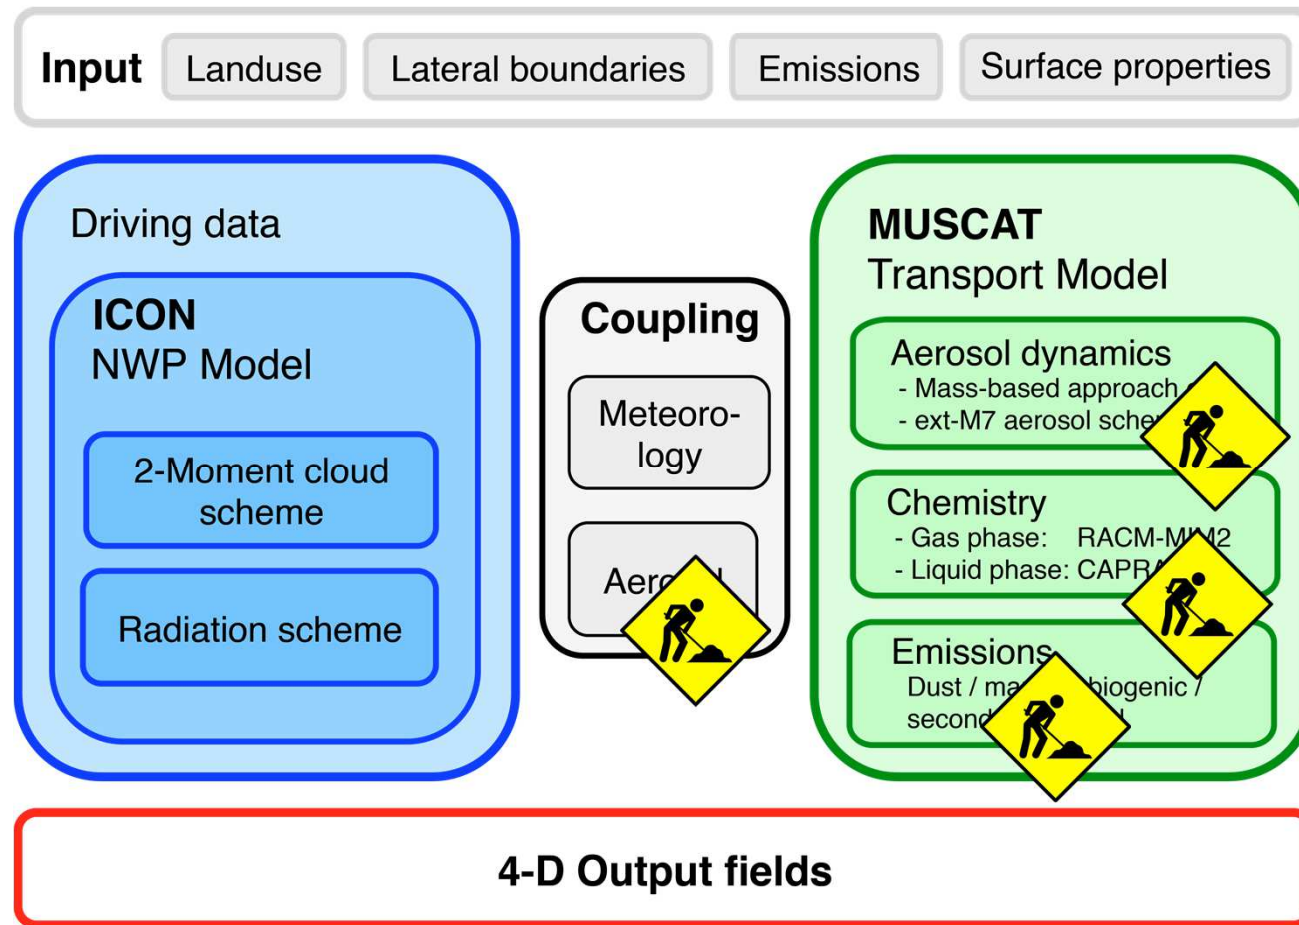 Input
Landuse
Lateral boundaries
Emissions
Surface properties
Driving data
ICON
NWP Model
2-Moment cloud
scheme
Radiation scheme
Coupling
Meteoro-
logy
MUSCAT
Transport Model
Aerosol dynamics
- Mass-based approach
- ext-M7 aerosol
Chemistry
- Gas phase: RACM-MIM2
- Liquid phase:
Emissions
Dust / biogenic /
4-D Output fields